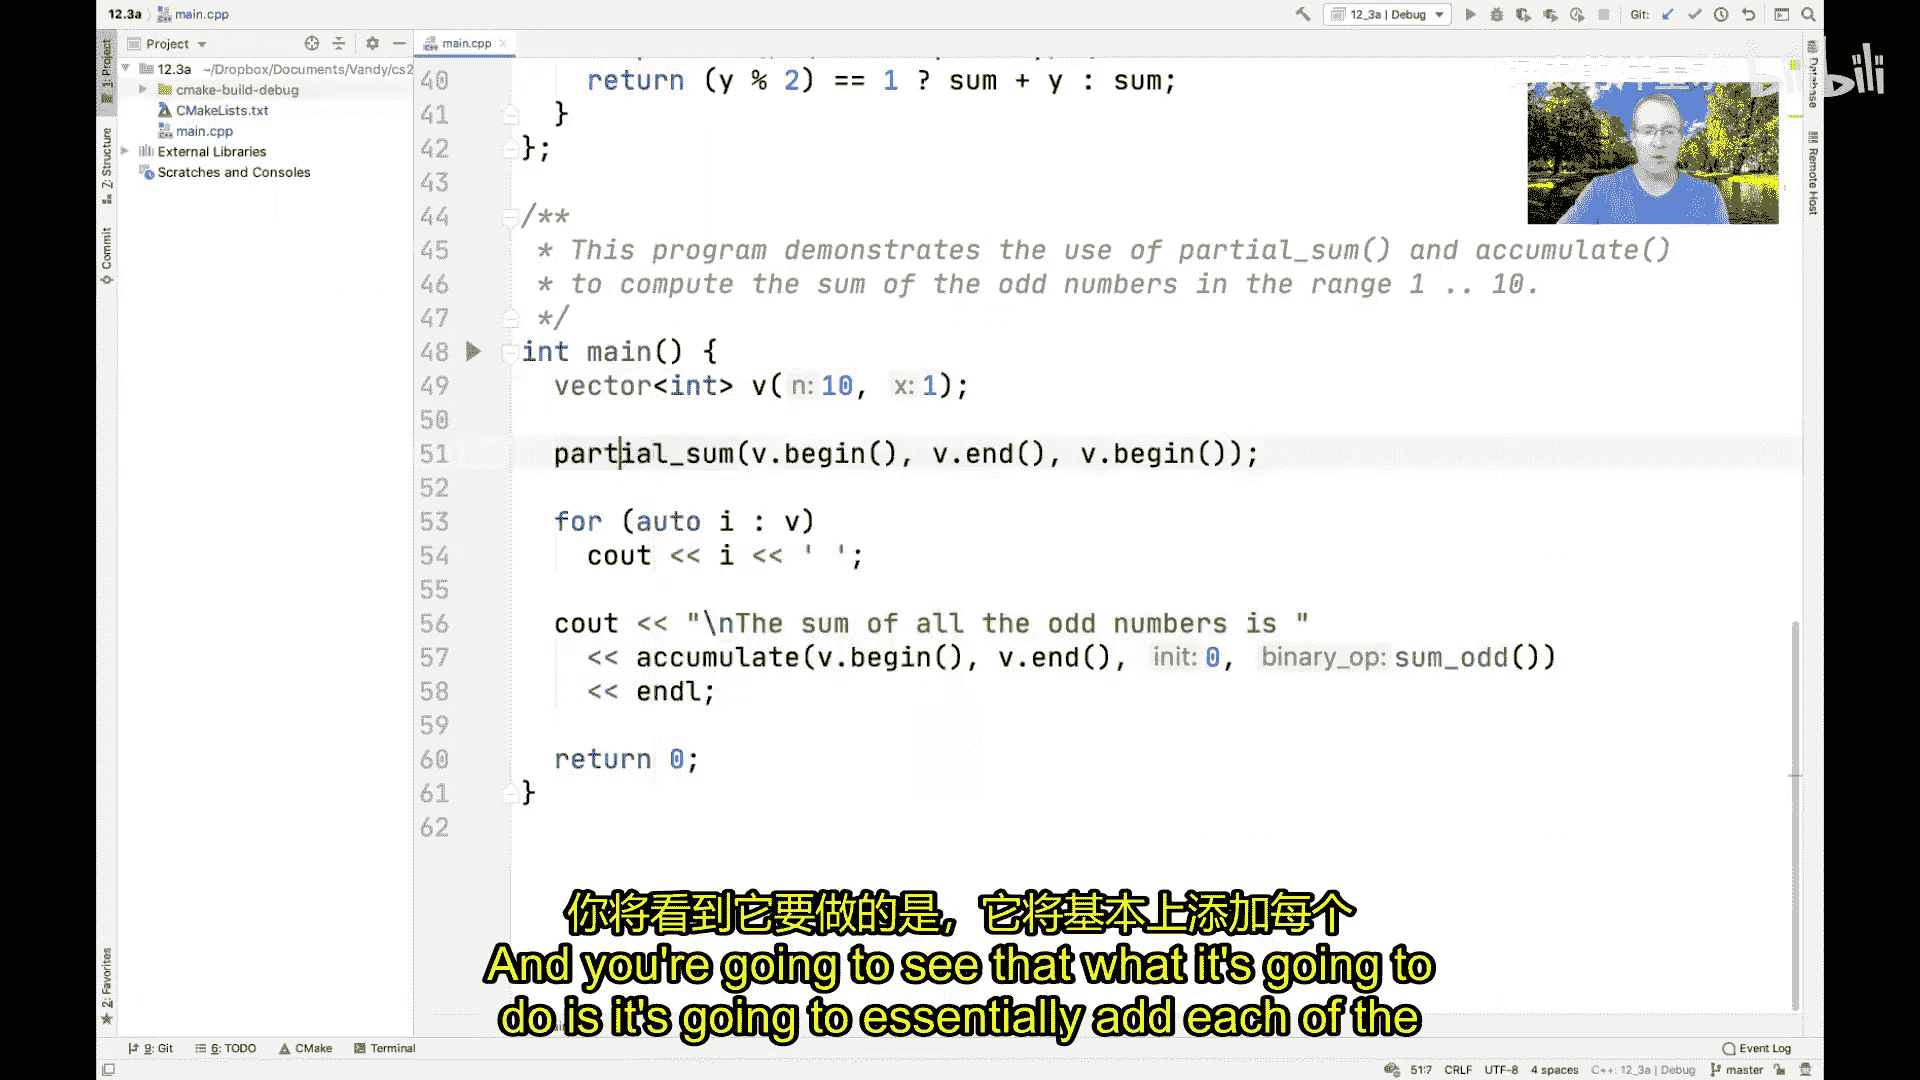 12.3a
main.cpp
12_3a | Debug
Git:
Project
main.cpp
1: Project
12.3a ~/Dropbox/Documents/Vandy/cs2
cmake-build-debug
CMakeLists.txt
main.cpp
External Libraries
Scratches and Consoles
7: Structure
Commit
2: Favorites
40 return (y % 2) == 1 ? sum + y : sum;
41 }
42 };
43
44 /**
45 * This program demonstrates the use of partial_sum() and accumulate()
46 * to compute the sum of the odd numbers in the range 1 .. 10.
47 */
48 int main() {
49 vector<int> v( n: 10, x: 1);
50
51 partial_sum(v.begin(), v.end(), v.begin());
52
53 for (auto i : v)
54 cout << i << ' ';
55
56 cout << "\nThe sum of all the odd numbers is "
57 << accumulate(v.begin(), v.end(), init: 0, binary_op: sum_odd())
58 << endl;
59
60 return 0;
61 }
62
Database
Remote Host
bilibili
你将看到它要做的是，它将基本上添加每个
And you're going to see that what it's going to
do is it's going to essentially add each of the
9: Git
6: TODO
CMake
Terminal
Event Log
51:7 CRLF UTF-8 4 spaces C++: 12_3a | Debug master